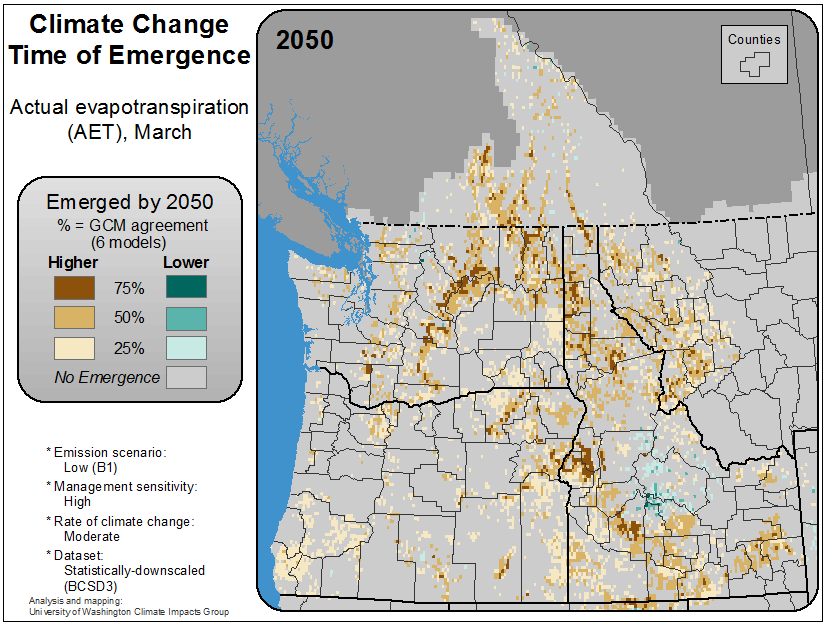 Climate Change
Time of Emergence
Actual evapotranspiration
(AET), March
Emerged by 2050
% = GCM agreement
(6 models)
Higher Lower
75%
50%
25%
No Emergence
* Emission scenario:
Low (B1)
* Management sensitivity:
High
* Rate of climate change:
Moderate
* Dataset:
Statistically-downscaled
(BCSD3)
Analysis and mapping:
University of Washington Climate Impacts Group
2050
Counties